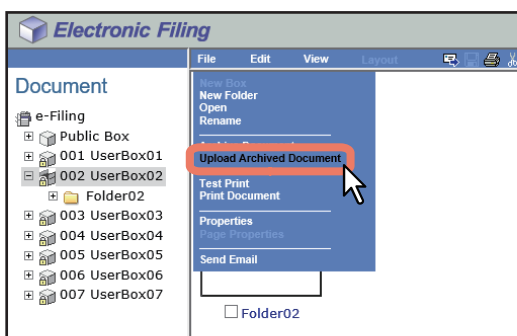 Electronic Filing
File Edit View Layout
Document
e-Filing
Public Box
001 UserBox01
002 UserBox02
Folder02
003 UserBox03
004 UserBox04
005 UserBox05
006 UserBox06
007 UserBox07
New Box
New Folder
Open
Rename
Upload Archived Document
Test Print
Print Document
Properties
Page Properties
Send Email
Folder02